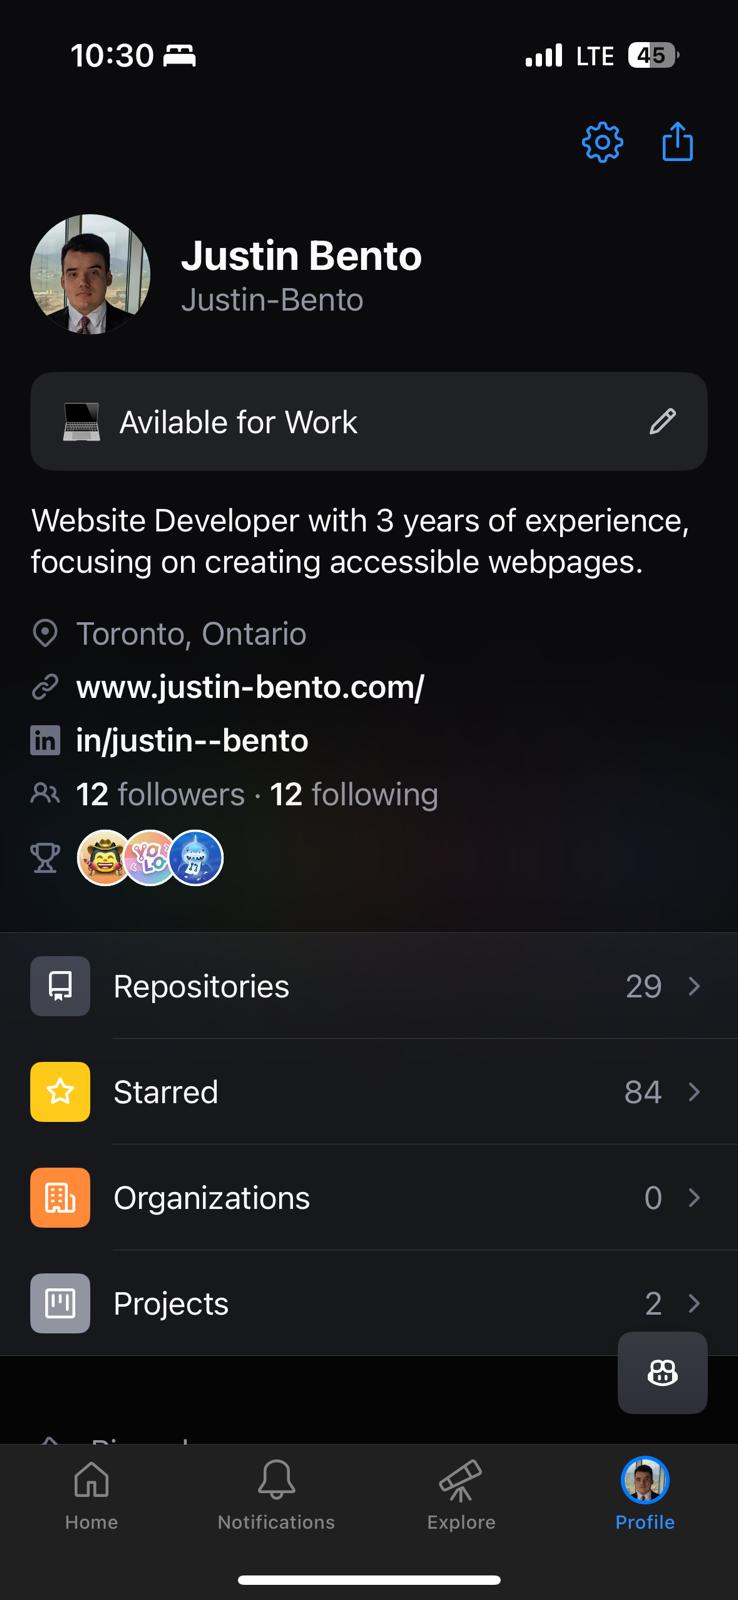 10:30 LTE 45
Justin Bento
Justin-Bento
Avilable for Work
Website Developer with 3 years of experience,
focusing on creating accessible webpages.
Toronto, Ontario
www.justin-bento.com/
in/justin--bento
12 followers · 12 following
YOLO
Repositories 29
Starred 84
Organizations 0
Projects 2
Home Notifications Explore Profile